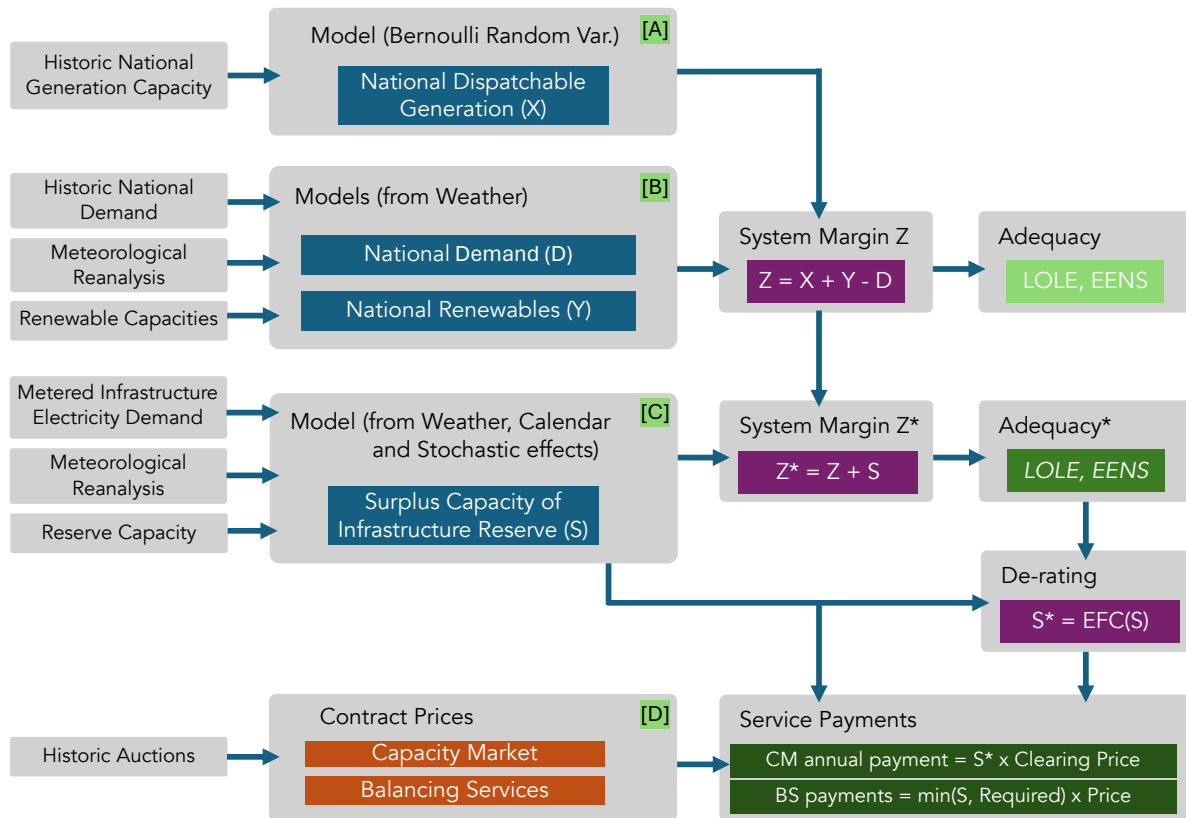 Historic National
Generation Capacity
Model (Bernoulli Random Var.)
[A]
National Dispatchable
Generation (X)
Historic National
Demand
Meteorological
Reanalysis
Renewable Capacities
Models (from Weather)
[B]
National Demand (D)
National Renewables (Y)
System Margin Z
Z = X + Y - D
Adequacy
LOLE, EENS
Metered Infrastructure
Electricity Demand
Meteorological
Reanalysis
Reserve Capacity
Model (from Weather, Calendar
and Stochastic effects)
[C]
Surplus Capacity of
Infrastructure Reserve (S)
System Margin Z*
Z* = Z + S
Adequacy*
LOLE, EENS
De-rating
S* = EFC(S)
Historic Auctions
Contract Prices
[D]
Capacity Market
Balancing Services
Service Payments
CM annual payment = S* x Clearing Price
BS payments = min(S, Required) x Price